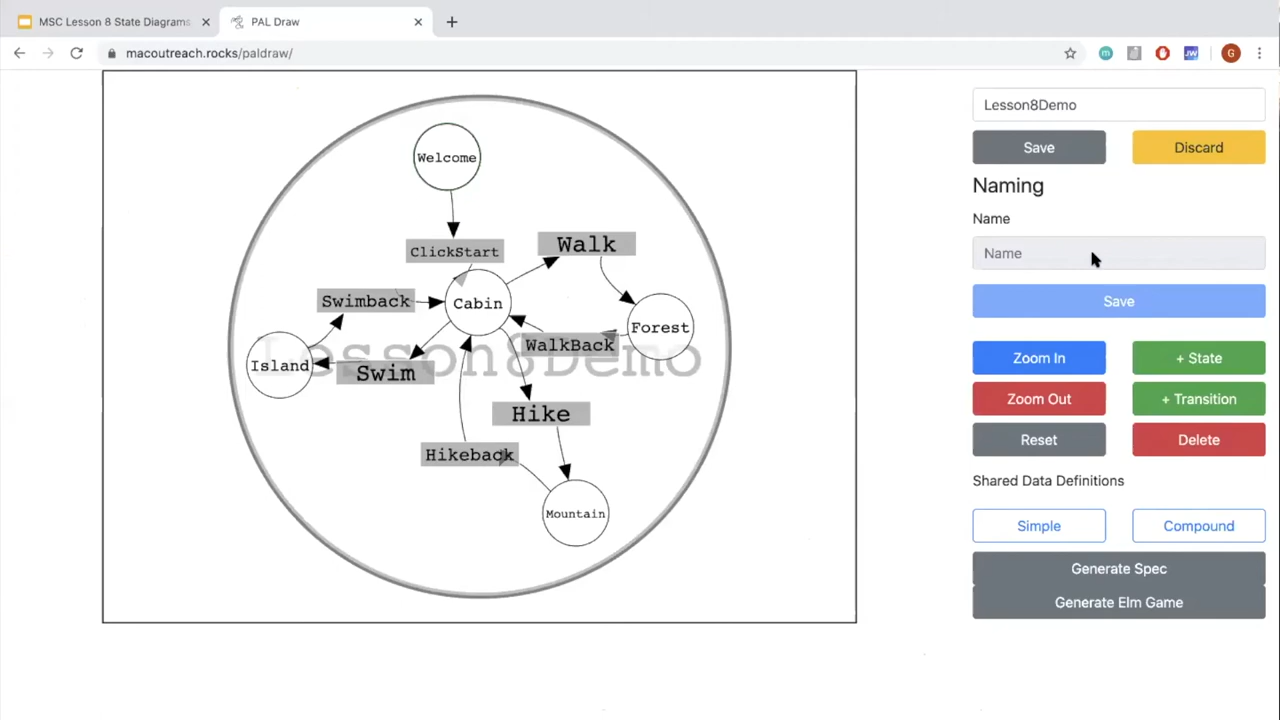 MSC Lesson 8 State Diagrams
PAL Draw
macoutreach.rocks/paldraw/
G
Lesson8Demo
Save
Discard
Naming
Name
Name
Save
Zoom In
+ State
Zoom Out
+ Transition
Reset
Delete
Shared Data Definitions
Simple
Compound
Generate Spec
Generate Elm Game
Welcome
ClickStart
Walk
Swimback
Cabin
Forest
WalkBack
Lesson8Demo
Island
Swim
Hike
Hikeback
Mountain